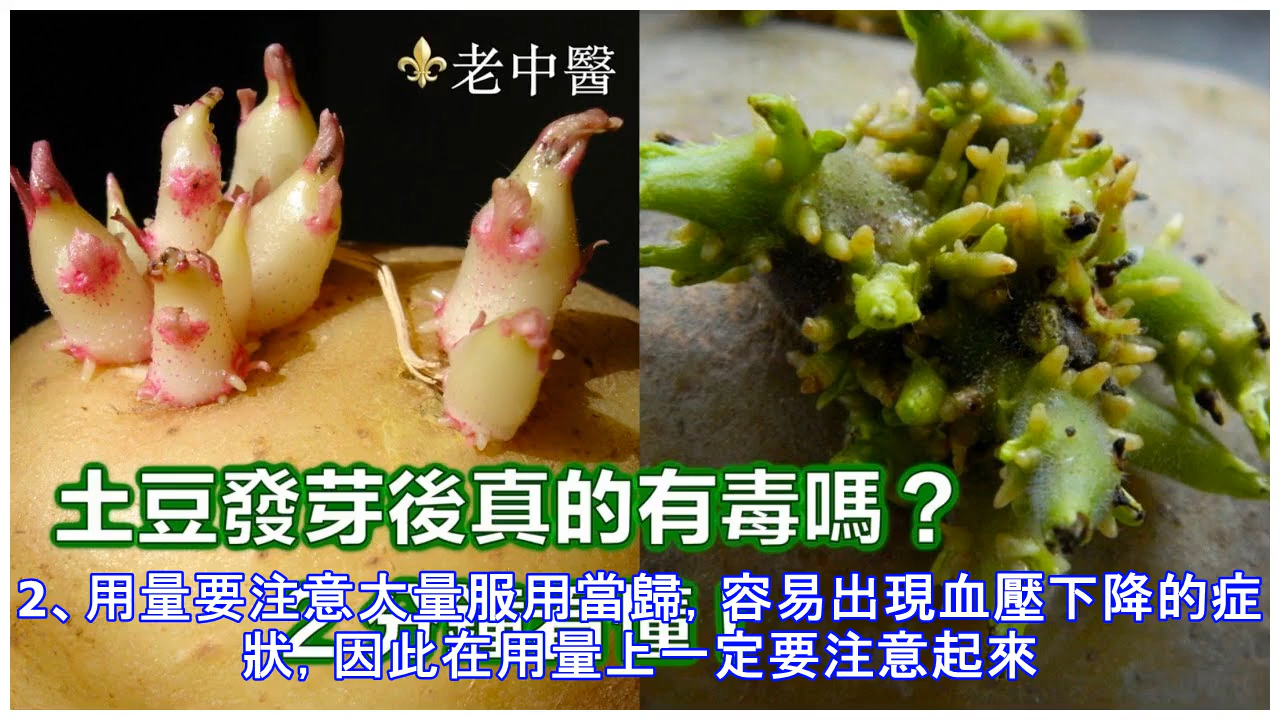 老中醫
土豆發芽後真的有毒嗎？
2、用量要注意大量服用當歸, 容易出現血壓下降的症
狀, 因此在用量上一定要注意起來